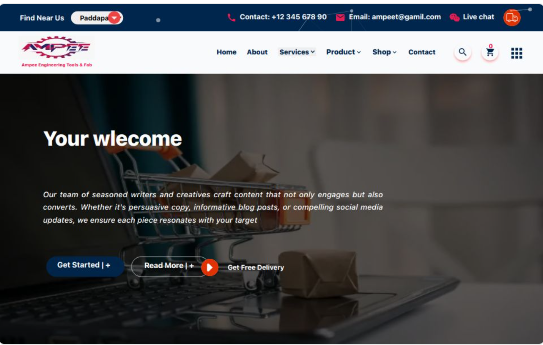 Find Near Us
Paddapa
Contact: +12 345 678 90
Email: ampeet@gamil.com
Live chat
AMPEE
Ampee Engineering Tools & Fab
Home
About
Services
Product
Shop
Contact
0
Your wlecome
Our team of seasoned writers and creatives craft content that not only engages but also
converts. Whether it's persuasive copy, informative blog posts, or compelling social media
updates, we ensure each piece resonates with your target
Get Started | +
Read More | +
Get Free Delivery